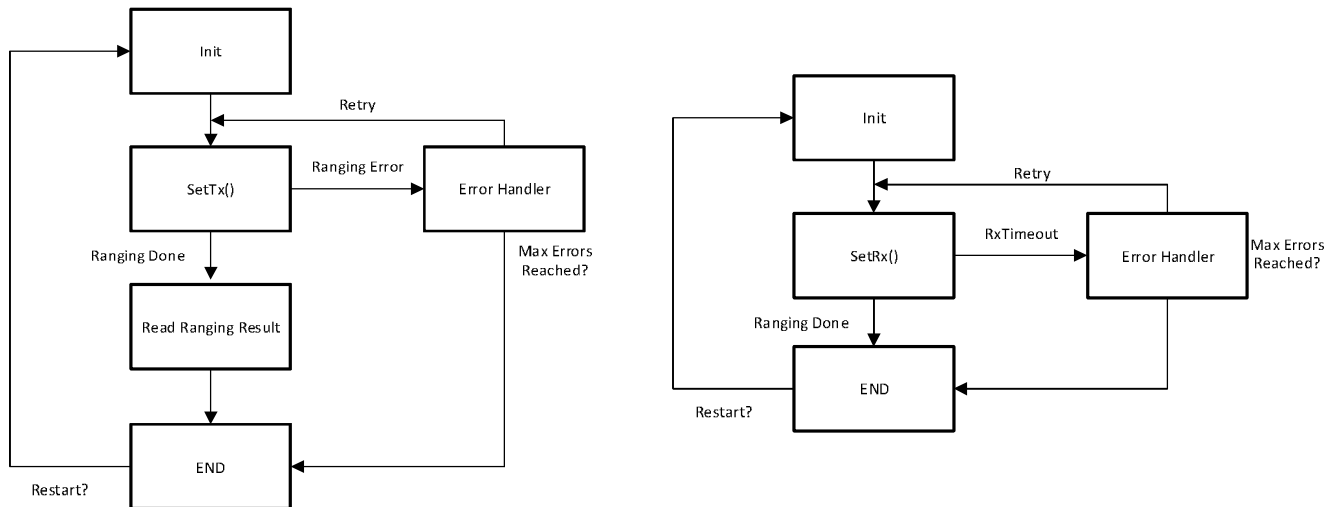 Init
Retry
SetTx()
Ranging Error
Error Handler
Ranging Done
Max Errors
Reached?
Read Ranging Result
END
Restart?
Init
Retry
SetRx()
RxTimeout
Error Handler
Max Errors
Reached?
Ranging Done
END
Restart?